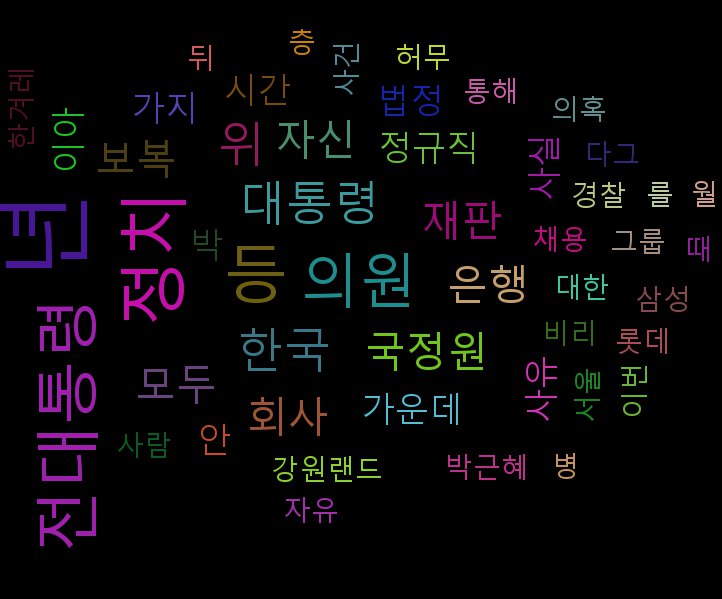 층
뒤
사건
허무
한겨레
시간
통해
가지
법정
의혹
이아
보복
위
자신
정규직
사실
다그
경찰
를
월
년
정치
대통령
재판
박
등
채용
그룹
때
의원
은행
대한
삼성
전대통령
한국
국정원
비리
롯데
모두
사유
서울
이번
회사
가운데
사람
안
강원랜드
박근혜
병
자유